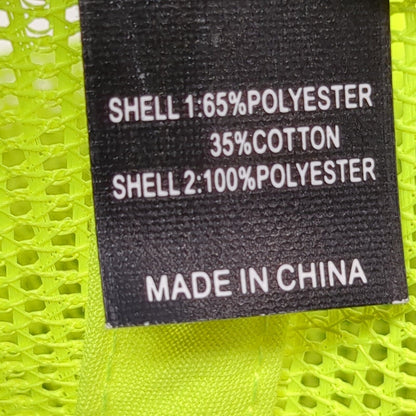 SHELL 1:65%POLYESTER
35%COTTON
SHELL 2:100%POLYESTER
MADE IN CHINA